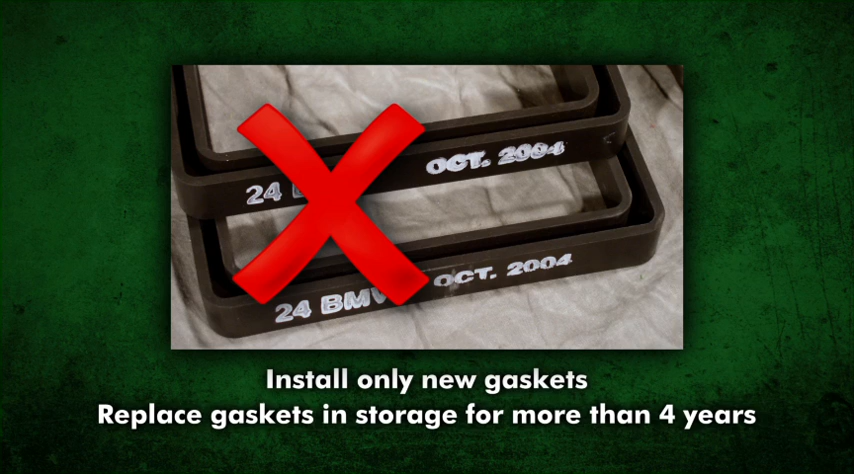 OCT. 2004
24
24 BMV OCT. 2004
Install only new gaskets
Replace gaskets in storage for more than 4 years